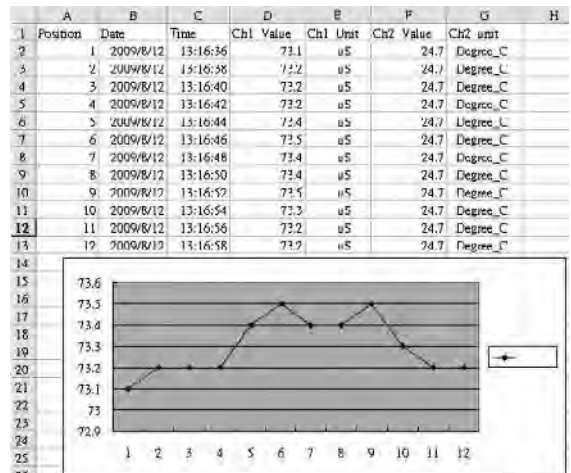 A B C D E F G H
1 Position Date Time Ch1 Value Ch1 Unit Ch2 Value Ch2 unit
2 1 2009/8/12 13:16:36 73.1 uS 24.7 Degree_C
3 2 2009/8/12 13:16:38 73.2 uS 24.7 Degree_C
4 3 2009/8/12 13:16:40 73.2 uS 24.7 Degree_C
5 4 2009/8/12 13:16:42 73.2 uS 24.7 Degree_C
6 5 2009/8/12 13:16:44 73.4 uS 24.7 Degree_C
7 6 2009/8/12 13:16:46 73.5 uS 24.7 Degree_C
8 7 2009/8/12 13:16:48 73.4 uS 24.7 Degree_C
9 8 2009/8/12 13:16:50 73.4 uS 24.7 Degree_C
10 9 2009/8/12 13:16:52 73.5 uS 24.7 Degree_C
11 10 2009/8/12 13:16:54 73.3 uS 24.7 Degree_C
12 11 2009/8/12 13:16:56 73.2 uS 24.7 Degree_C
13 12 2009/8/12 13:16:58 73.2 uS 24.7 Degree_C
14
15 73.6
16 73.5
17 73.4
18
19 73.3
20 73.2
21 73.1
22 73
23 72.9
24
25 1 2 3 4 5 6 7 8 9 10 11 12